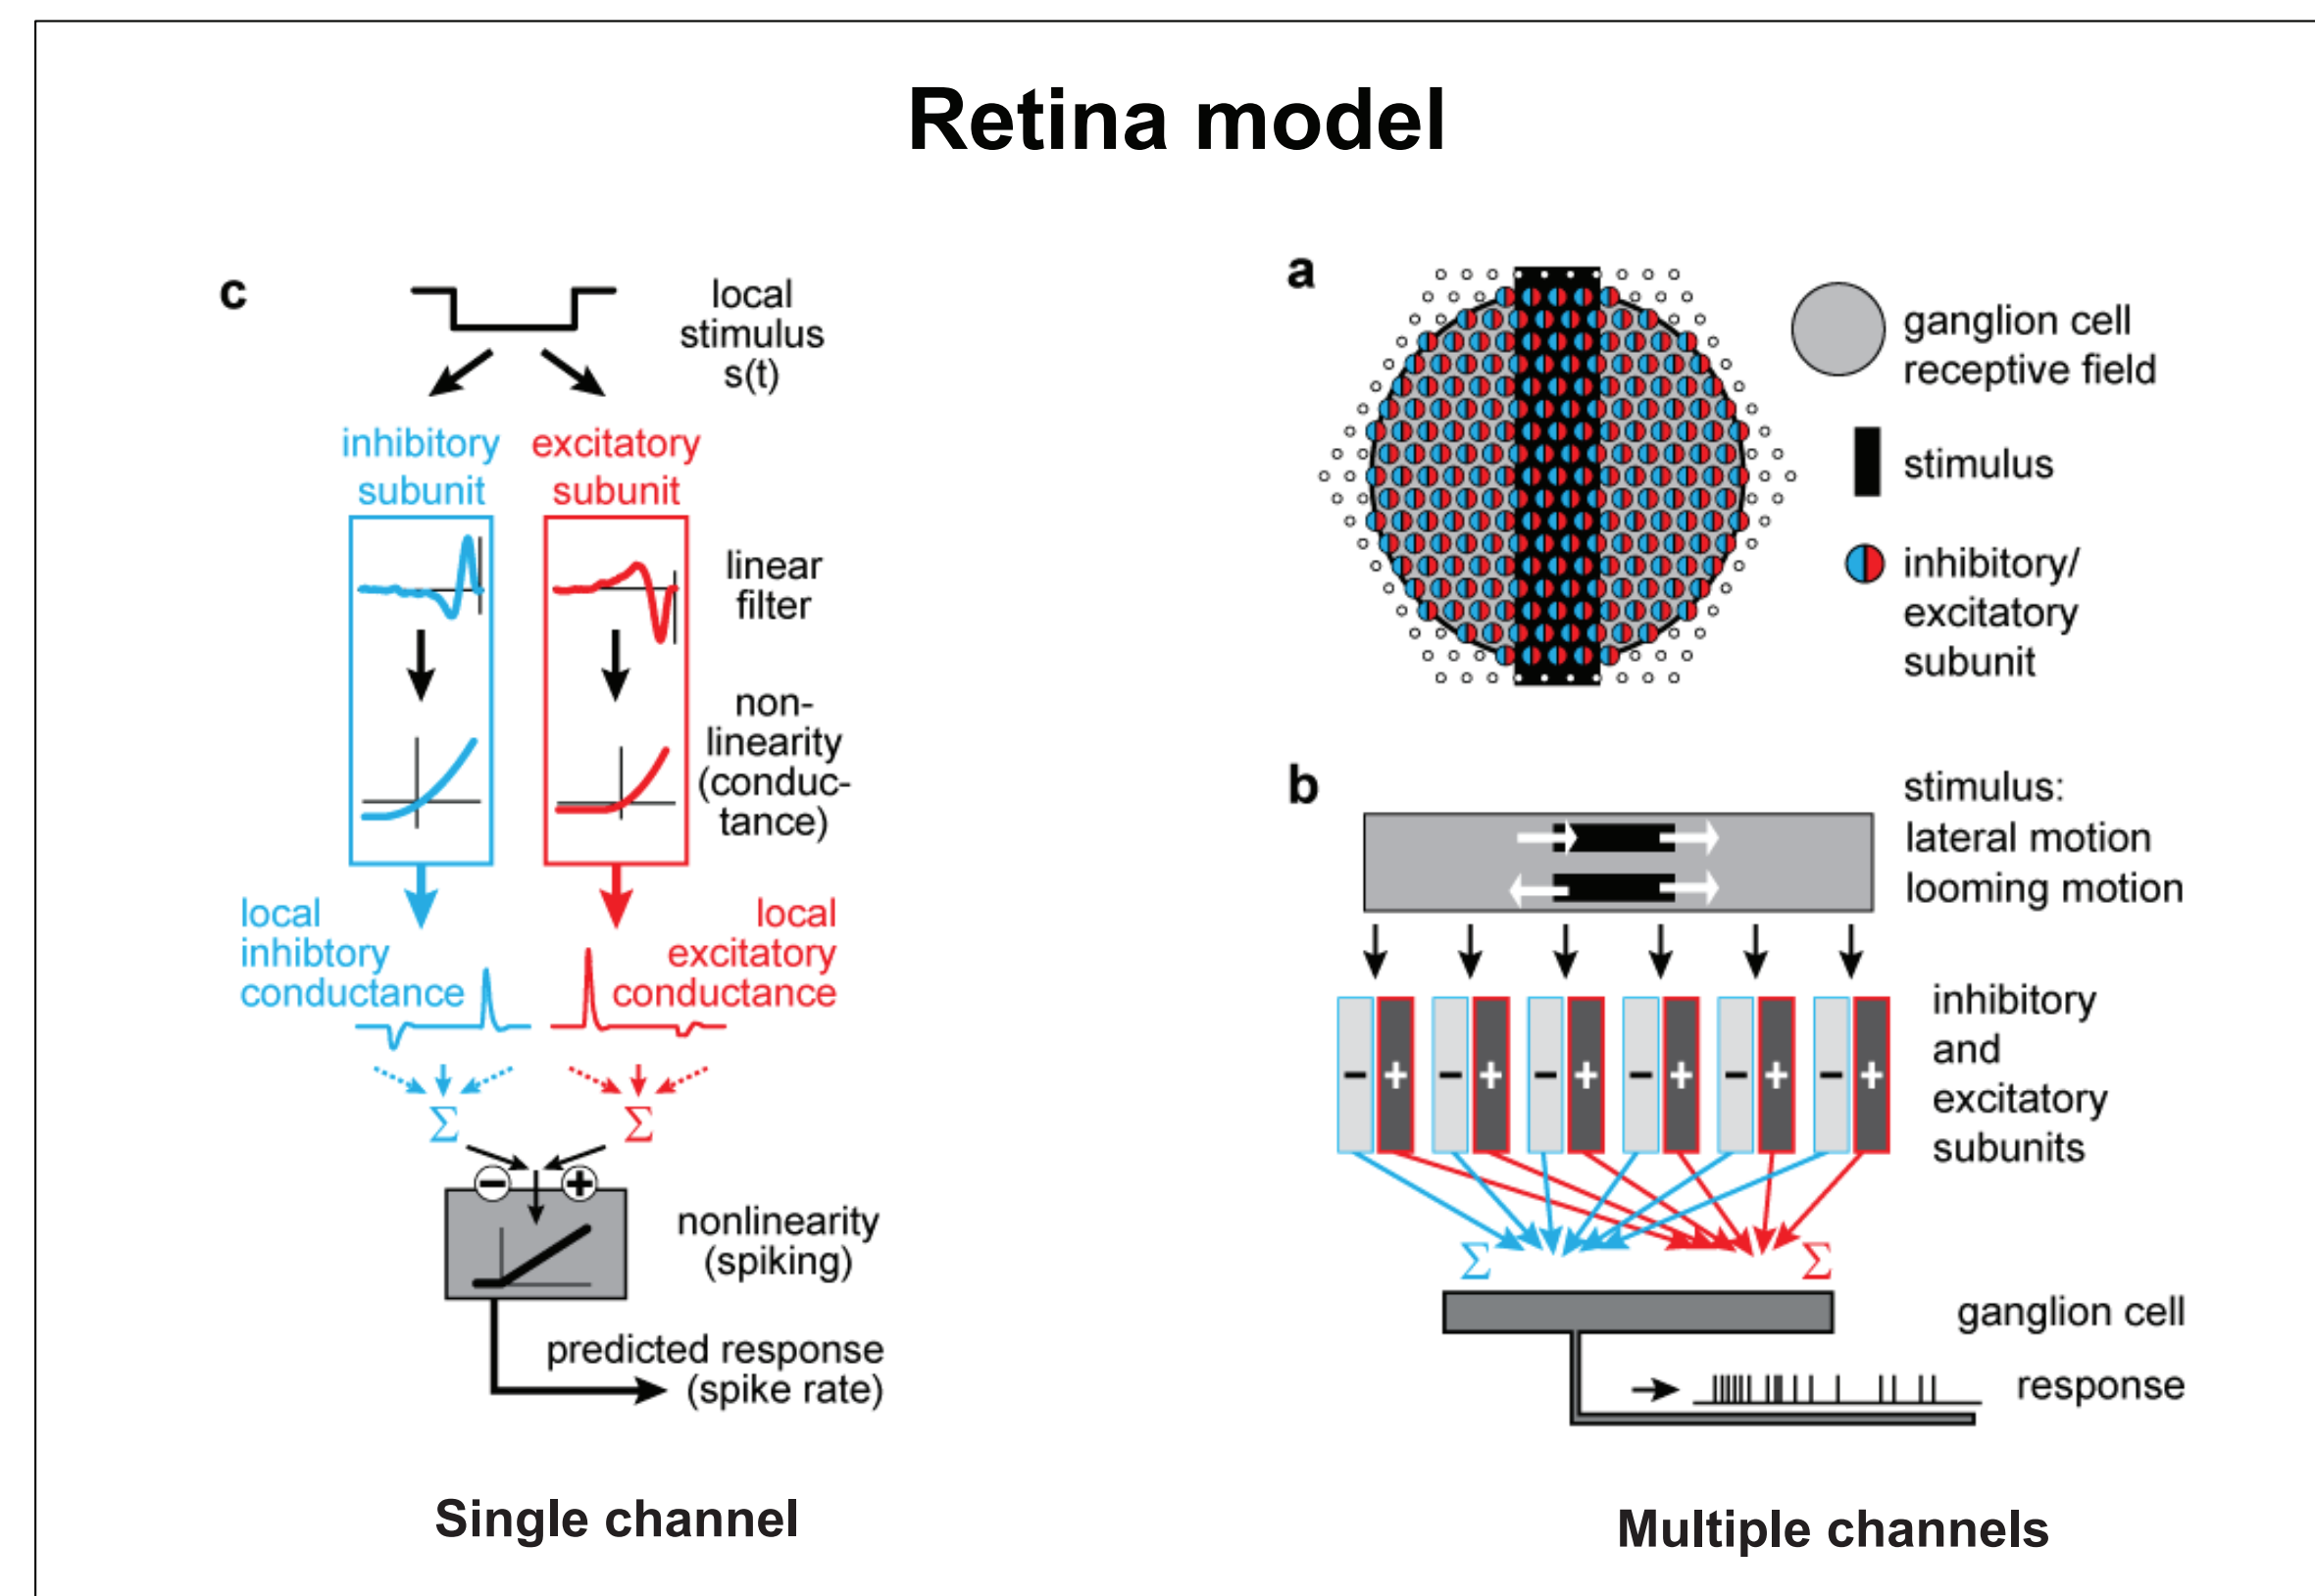 Retina model
c
local
stimulus
s(t)
inhibitory
subunit
excitatory
subunit
linear
filter
non-
linearity
(conduc-
tance)
local
inhibtory
conductance
local
excitatory
conductance
Σ
Σ
− +
nonlinearity
(spiking)
predicted response
(spike rate)
Single channel
a
ganglion cell
receptive field
stimulus
inhibitory/
excitatory
subunit
b
stimulus:
lateral motion
looming motion
− + − + − + − + − + − +
inhibitory
and
excitatory
subunits
Σ
Σ
ganglion cell
response
Multiple channels